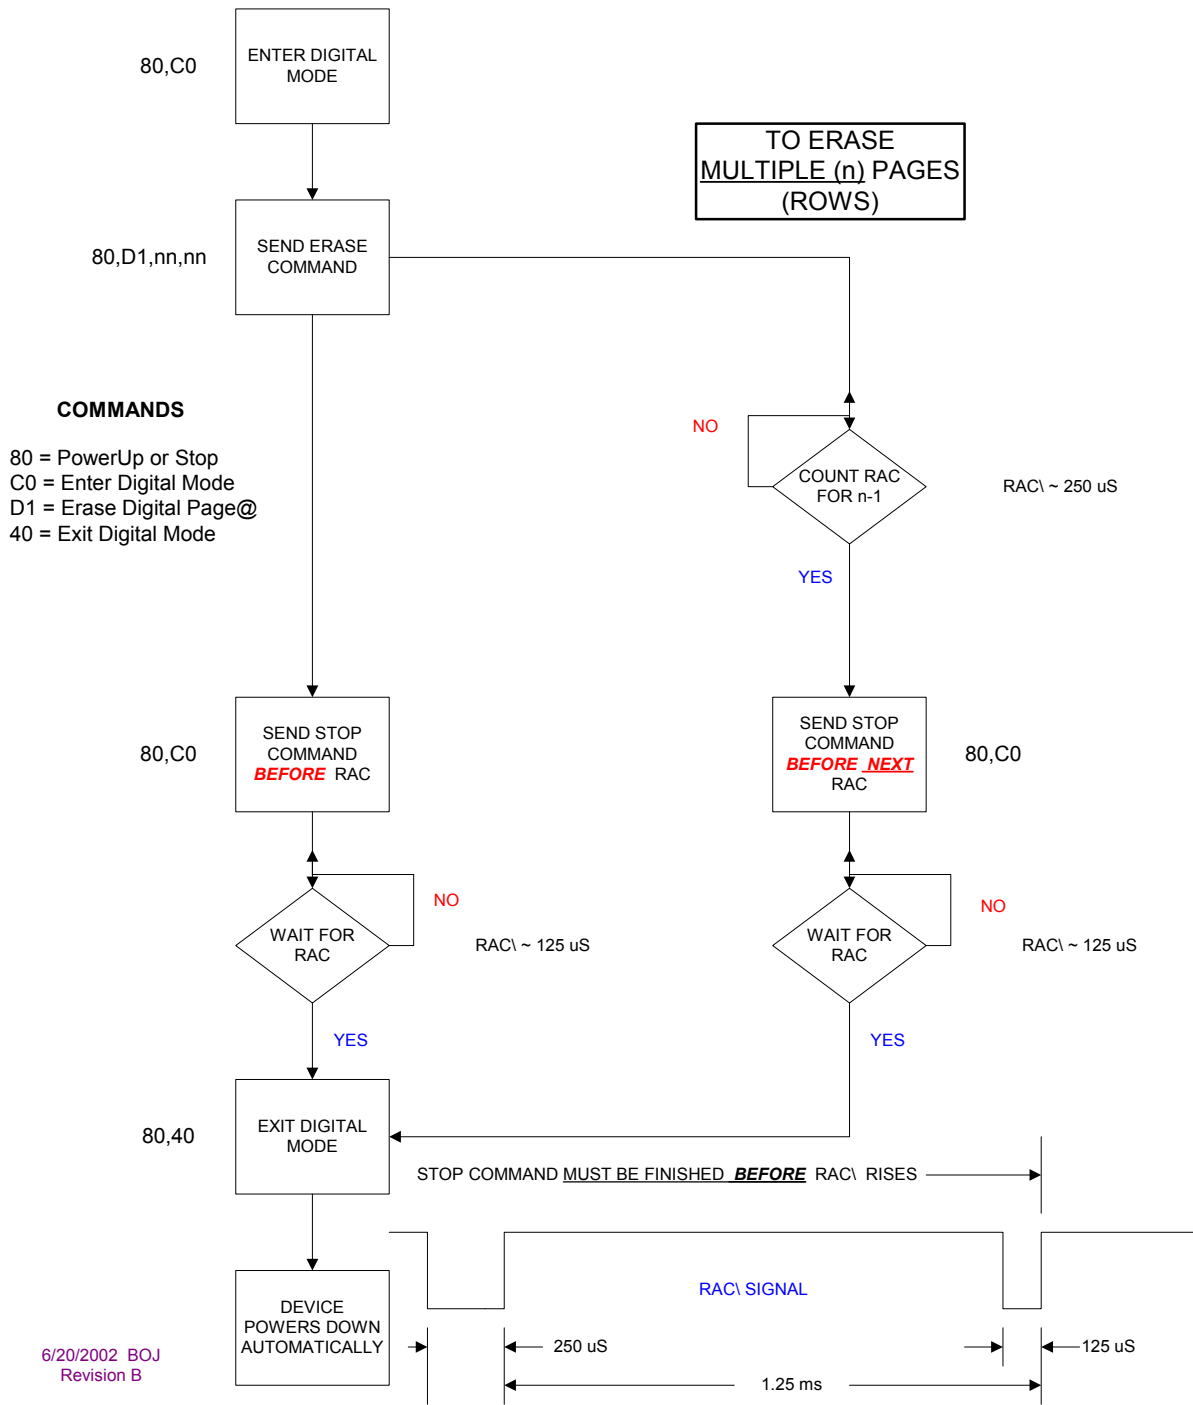 80,C0
ENTER DIGITAL
MODE
TO ERASE
MULTIPLE (n) PAGES
(ROWS)
80,D1,nn,nn
SEND ERASE
COMMAND
COMMANDS
80 = PowerUp or Stop
C0 = Enter Digital Mode
D1 = Erase Digital Page@
40 = Exit Digital Mode
NO
COUNT RAC
FOR n-1
RAC\ ~ 250 uS
YES
80,C0
SEND STOP
COMMAND
BEFORE RAC
SEND STOP
COMMAND
BEFORE NEXT
RAC
80,C0
WAIT FOR
RAC
NO
RAC\ ~ 125 uS
YES
WAIT FOR
RAC
NO
RAC\ ~ 125 uS
YES
80,40
EXIT DIGITAL
MODE
STOP COMMAND MUST BE FINISHED BEFORE RAC\ RISES
RAC\ SIGNAL
DEVICE
POWERS DOWN
AUTOMATICALLY
250 uS
125 uS
1.25 ms
6/20/2002 BOJ
Revision B